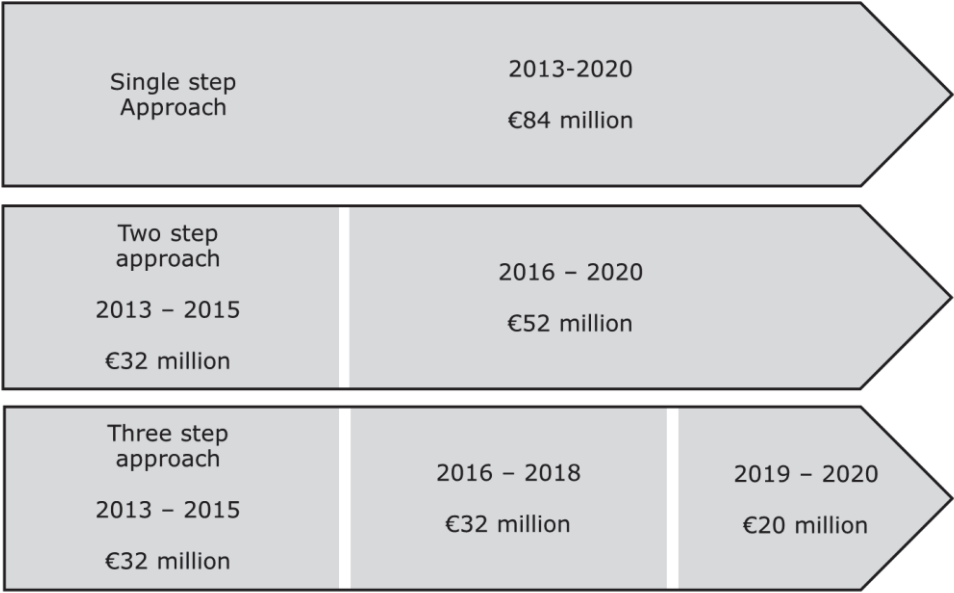 Single step
Approach
2013-2020
€84 million
Two step
approach
2013 – 2015
€32 million
2016 – 2020
€52 million
Three step
approach
2013 – 2015
€32 million
2016 – 2018
€32 million
2019 – 2020
€20 million